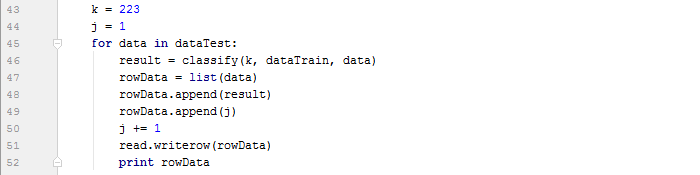 43 k = 223
44 j = 1
45 for data in dataTest:
46 result = classify(k, dataTrain, data)
47 rowData = list(data)
48 rowData.append(result)
49 rowData.append(j)
50 j += 1
51 read.writerow(rowData)
52 print rowData